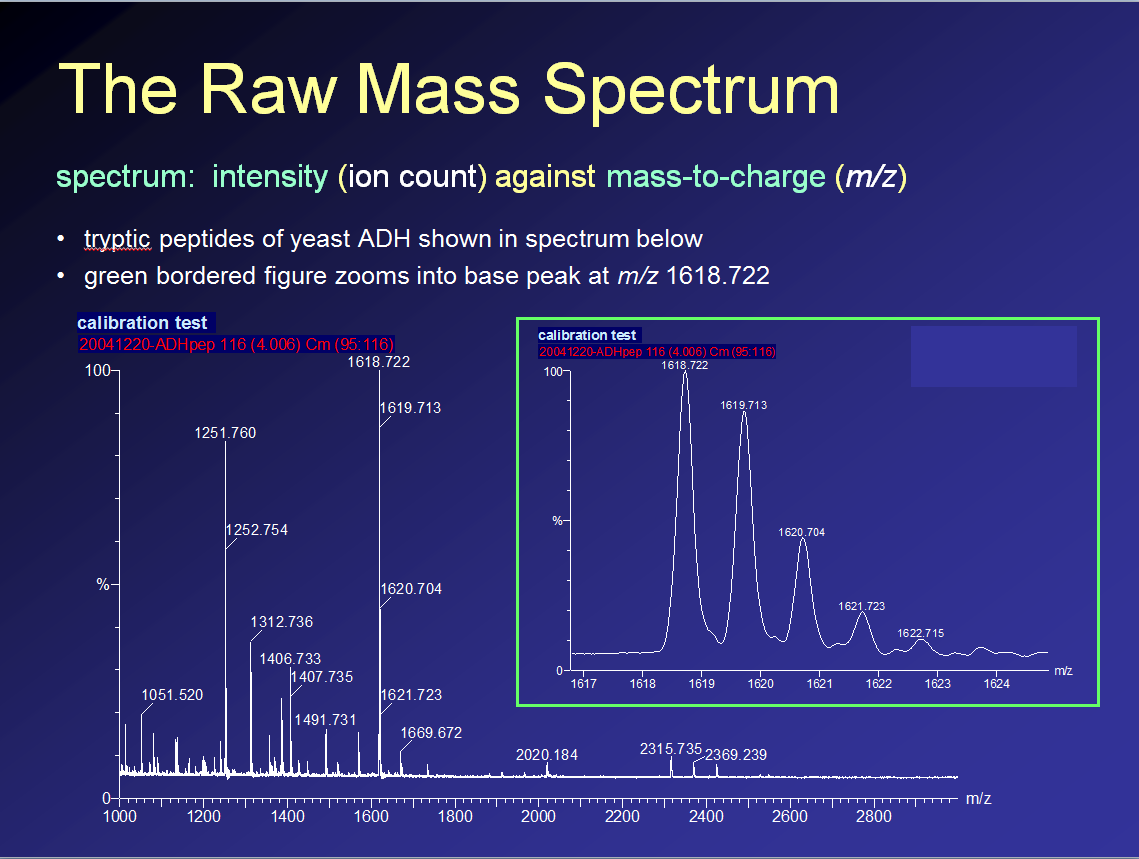 The Raw Mass Spectrum
spectrum: intensity (ion count) against mass-to-charge (m/z)
• tryptic peptides of yeast ADH shown in spectrum below
• green bordered figure zooms into base peak at m/z 1618.722
calibration test
20041220-ADHpep 116 (4.006) Cm (95:116)
1618.722
100
1619.713
1251.760
1252.754
%
1620.704
1312.736
1406.733
1407.735
1051.520
1621.723
1491.731
1669.672
2020.184
2315.735
2369.239
0
m/z
1000 1200 1400 1600 1800 2000 2200 2400 2600 2800
calibration test
20041220-ADHpep 116 (4.006) Cm (95:116)
1618.722
100
1619.713
%
1620.704
1621.723
1622.715
0
m/z
1617 1618 1619 1620 1621 1622 1623 1624